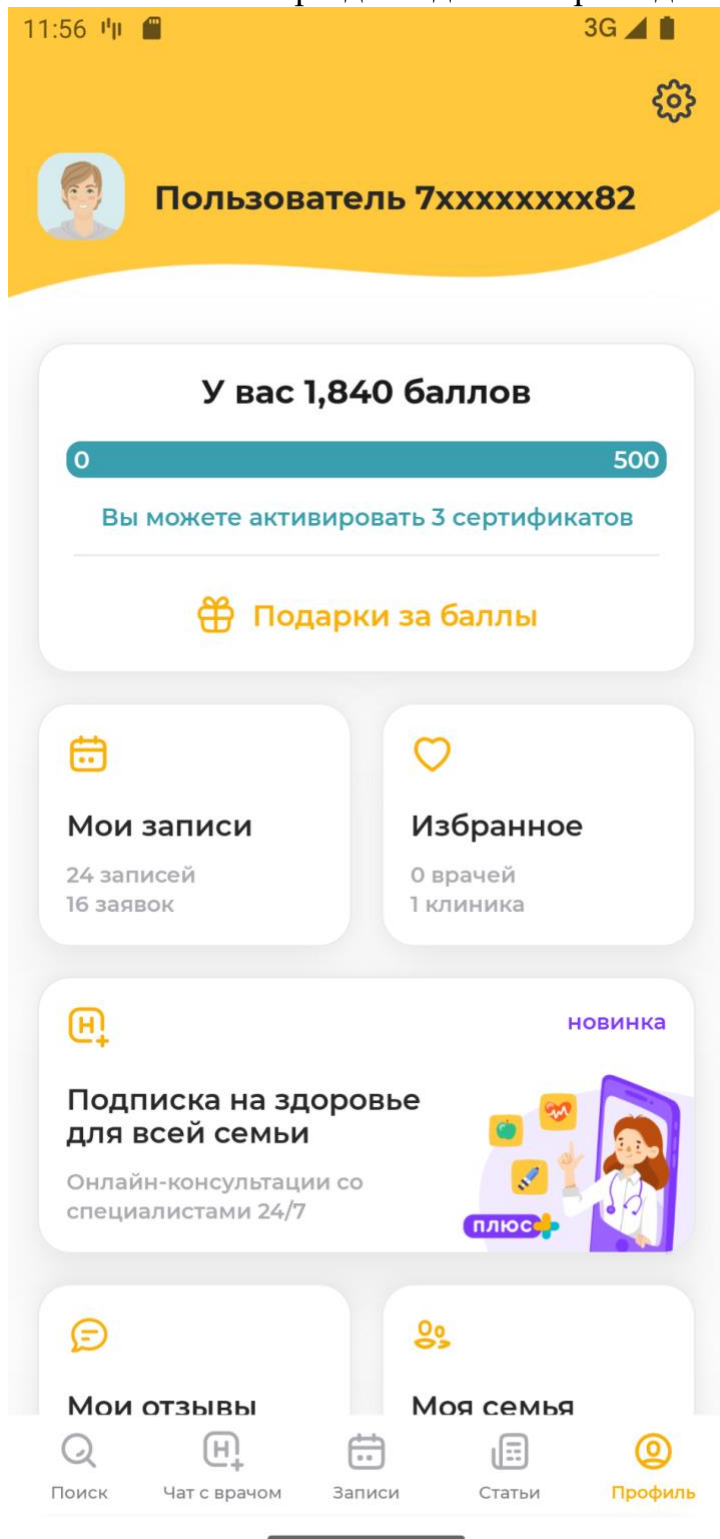 11:56
3G
Пользователь 7xxxxxxxx82
У вас 1,840 баллов
0 500
Вы можете активировать 3 сертификатов
Подарки за баллы
Мои записи
24 записей
16 заявок
Избранное
0 врачей
1 клиника
новинка
Подписка на здоровье
для всей семьи
Онлайн-консультации со
специалистами 24/7
плюс
Мои отзывы
Моя семья
Поиск
Чат с врачом
Записи
Статьи
Профиль